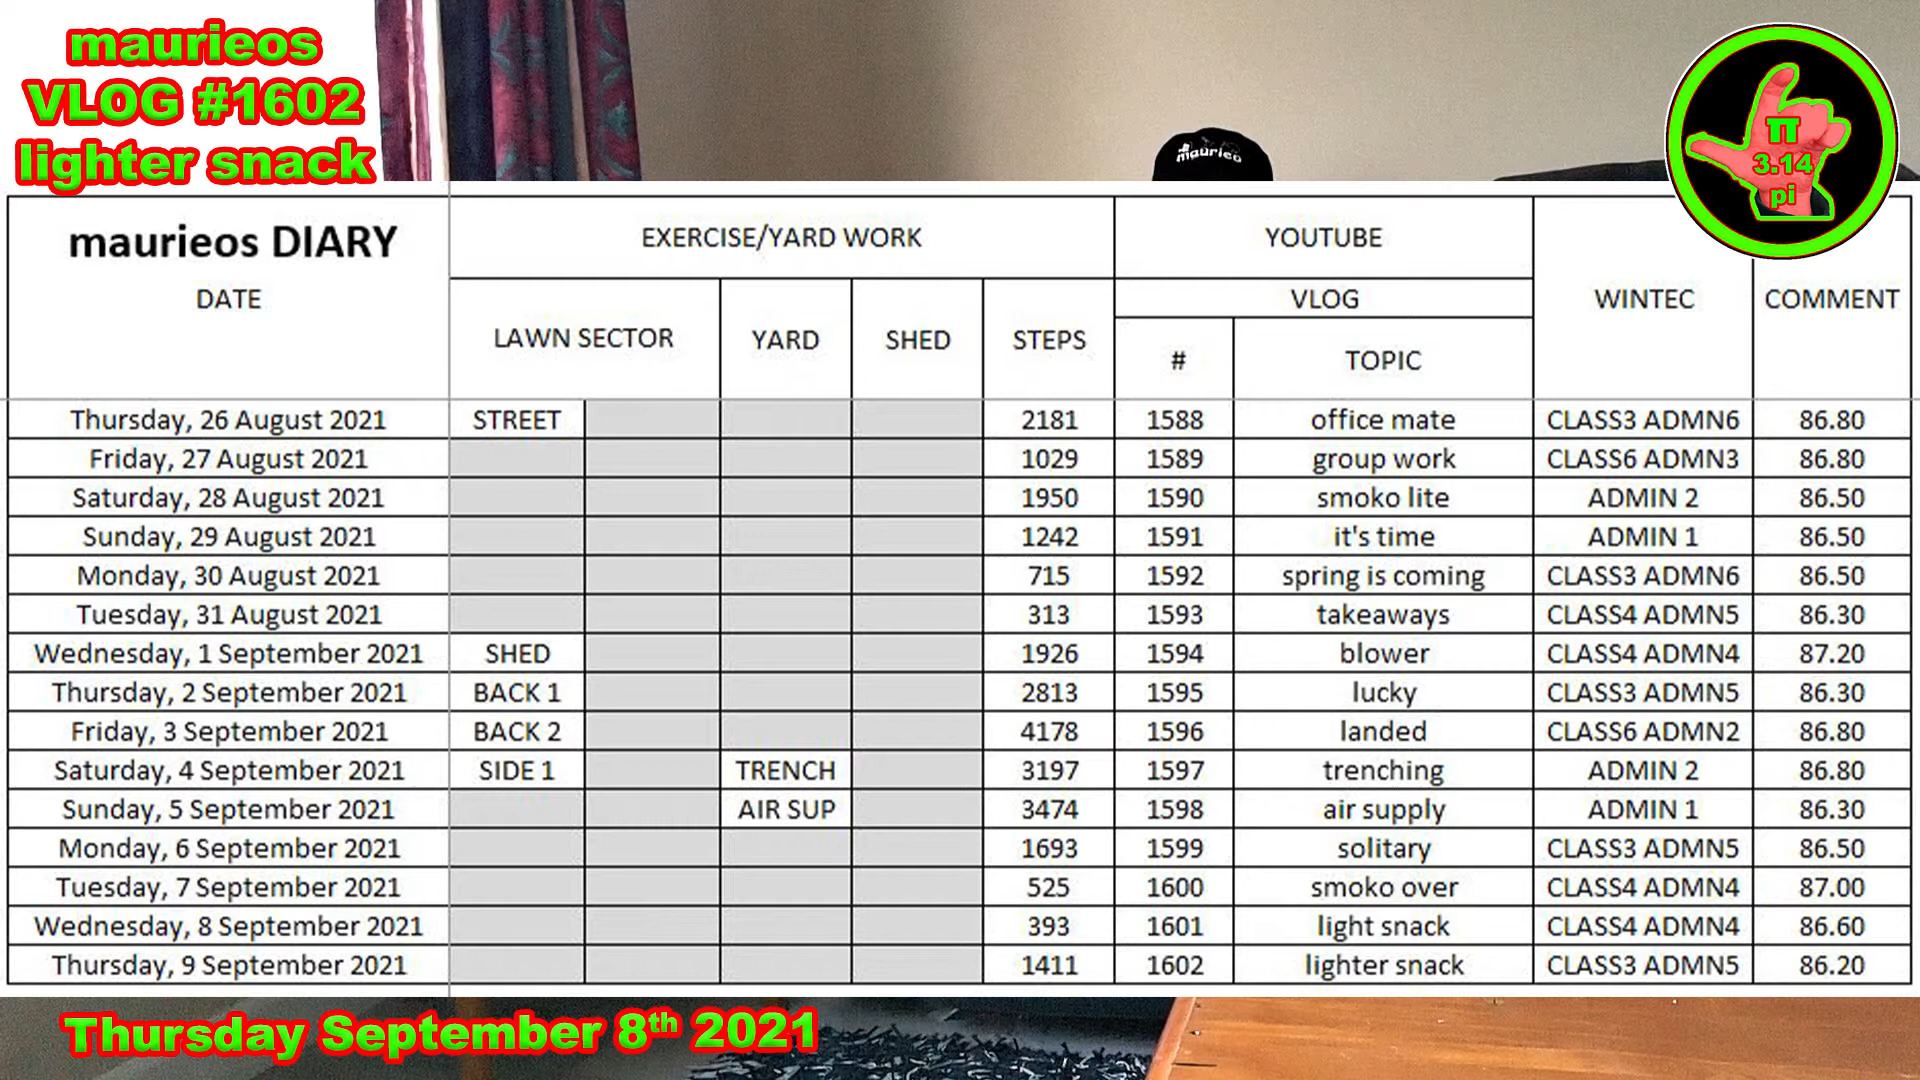 maurieos
VLOG #1602
lighter snack
maurieo
π
3.14
pi
maurieos DIARY
DATE
EXERCISE/YARD WORK
YOUTUBE
WINTEC
COMMENT
LAWN SECTOR
YARD
SHED
STEPS
VLOG
#
TOPIC
Thursday, 26 August 2021 STREET 2181 1588 office mate CLASS3 ADMN6 86.80
Friday, 27 August 2021 1029 1589 group work CLASS6 ADMN3 86.80
Saturday, 28 August 2021 1950 1590 smoko lite ADMIN 2 86.50
Sunday, 29 August 2021 1242 1591 it's time ADMIN 1 86.50
Monday, 30 August 2021 715 1592 spring is coming CLASS3 ADMN6 86.50
Tuesday, 31 August 2021 313 1593 takeaways CLASS4 ADMN5 86.30
Wednesday, 1 September 2021 SHED 1926 1594 blower CLASS4 ADMN4 87.20
Thursday, 2 September 2021 BACK 1 2813 1595 lucky CLASS3 ADMN5 86.30
Friday, 3 September 2021 BACK 2 4178 1596 landed CLASS6 ADMN2 86.80
Saturday, 4 September 2021 SIDE 1 TRENCH 3197 1597 trenching ADMIN 2 86.80
Sunday, 5 September 2021 AIR SUP 3474 1598 air supply ADMIN 1 86.30
Monday, 6 September 2021 1693 1599 solitary CLASS3 ADMN5 86.50
Tuesday, 7 September 2021 525 1600 smoko over CLASS4 ADMN4 87.00
Wednesday, 8 September 2021 393 1601 light snack CLASS4 ADMN4 86.60
Thursday, 9 September 2021 1411 1602 lighter snack CLASS3 ADMN5 86.20
Thursday September 8th 2021